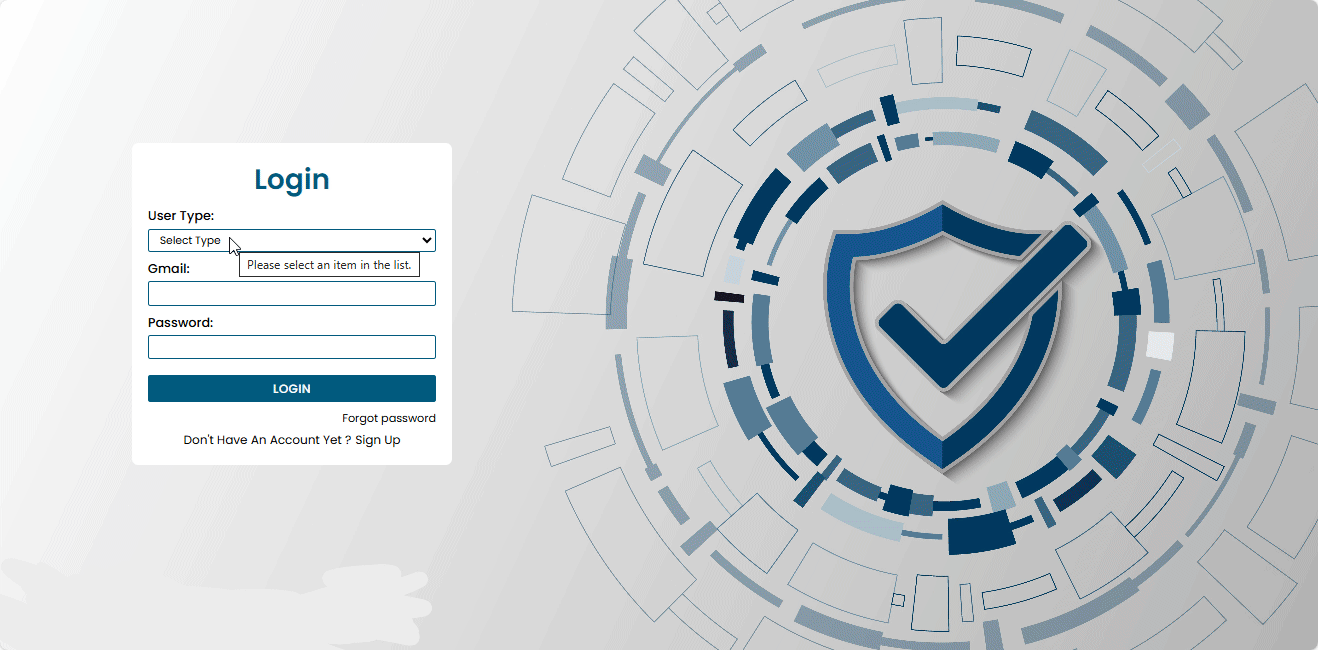 Login
User Type:
Select Type
Please select an item in the list.
Gmail:
Password:
LOGIN
Forgot password
Don't Have An Account Yet ? Sign Up